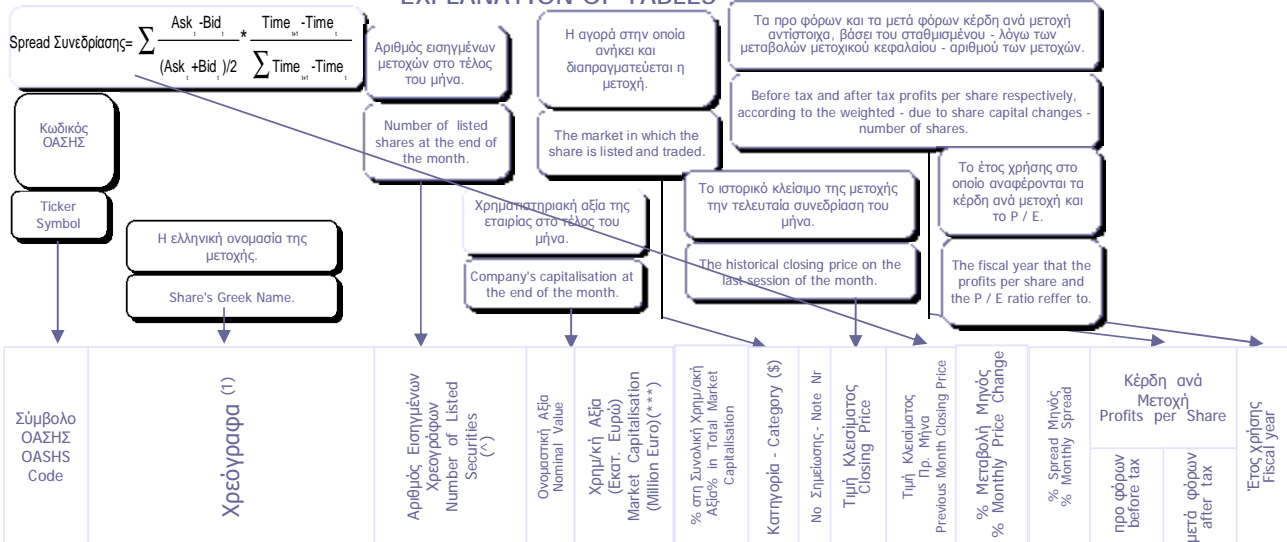 EXPLANATION OF TABLES
Spread Συνεδρίασης= ∑ Ask t -Bid t / (Ask t +Bid t )/2 * Time t+1 -Time t / ∑ Time t+1 -Time t
Κωδικός
ΟΑΣΗΣ
Ticker
Symbol
Η ελληνική ονομασία της
μετοχής.
Share's Greek Name.
Αριθμός εισηγμένων
μετοχών στο τέλος
του μήνα.
Number of listed
shares at the end of
the month.
Χρηματιστηριακή αξία της
εταιρίας στο τέλος του
μήνα.
Company's capitalisation at
the end of the month.
Η αγορά στην οποία
ανήκει και
διαπραγματεύεται η
μετοχή.
The market in which the
share is listed and traded.
Το ιστορικό κλείσιμο της μετοχής
την τελευταία συνεδρίαση του
μήνα.
The historical closing price on the
last session of the month.
Τα προ φόρων και τα μετά φόρων κέρδη ανά μετοχή
αντίστοιχα, βάσει του σταθμισμένου - λόγω των
μεταβολών μετοχικού κεφαλαίου - αριθμού των μετοχών.
Before tax and after tax profits per share respectively,
according to the weighted - due to share capital changes -
number of shares.
Το έτος χρήσης στο
οποίο αναφέρονται τα
κέρδη ανά μετοχή και
το P / E.
The fiscal year that the
profits per share and
the P / E ratio reffer to.
Σύμβολο
ΟΑΣΗΣ
OASHS
Code
Χρεόγραφα (1)
Αριθμός Εισηγμένων
Χρεογράφων
Number of Listed
Securities
(^)
Ονομαστική Αξία
Nominal Value
Χρημ/κή Αξία
(Εκατ. Ευρώ)
Market Capitalisation
(Million Euro)(***)
% στη Συνολική Χρημ/ακή
Αξία% in Total Market
Capitalisation
Κατηγορία - Category ($)
Νο Σημείωσης - Note Nr
Τιμή Κλεισίματος
Closing Price
Τιμή Κλεισίματος
Πρ. Μήνα
Previous Month Closing Price
% Μεταβολή Μηνός
% Monthly Price Change
% Spread Μηνός
% Monthly Spread
Κέρδη ανά
Μετοχή
Profits per Share
προ φόρων
before tax
μετά φόρων
after tax
Έτος χρήσης
Fiscal year